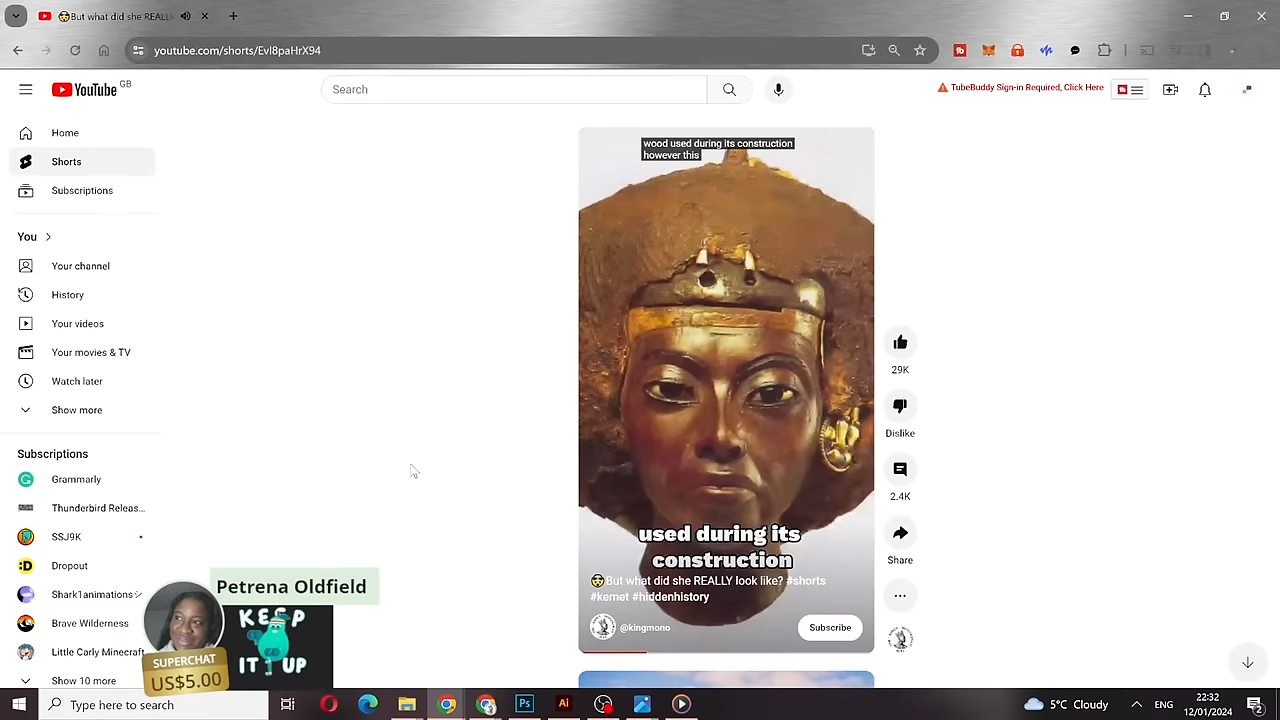 But what did she REALL
youtube.com/shorts/EvI8paHrX94
YouTube GB
Search
TubeBuddy Sign-in Required, Click Here
Home
Shorts
Subscriptions
You
Your channel
History
Your videos
Your movies & TV
Watch later
Show more
Subscriptions
Grammarly
Thunderbird Releas...
SSJ9K
Dropout
Shark1animations
Brave Wilderness
Little Carly Minecraft
Show 10 more
wood used during its construction
however this
used during its
construction
But what did she REALLY look like? #shorts
#kemet #hiddenhistory
@kingmono
Subscribe
29K
Dislike
2.4K
Share
Petrena Oldfield
KEEP
IT UP
SUPERCHAT
US$5.00
Type here to search
Ps
Ai
5°C Cloudy
ENG
22:32
12/01/2024
2